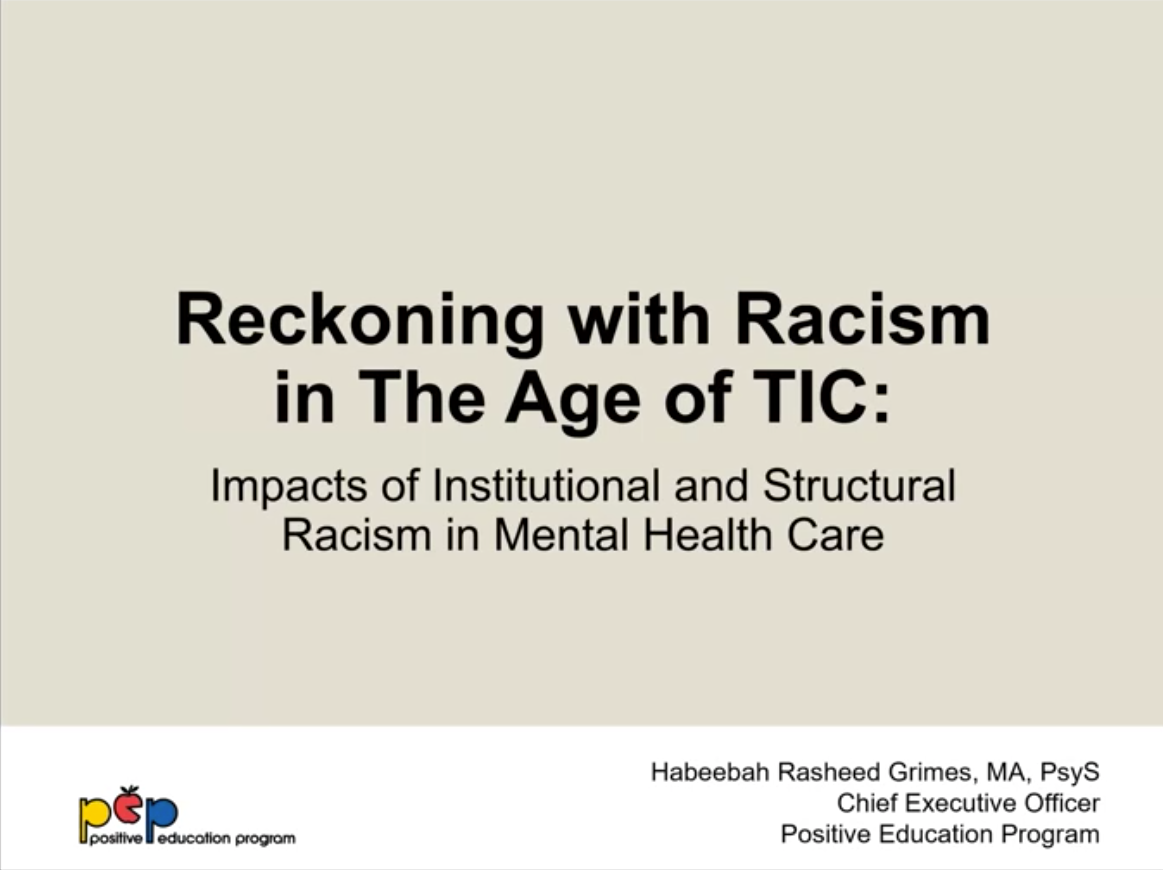 Reckoning with Racism
in The Age of TIC:
Impacts of Institutional and Structural
Racism in Mental Health Care
pep
positive education program
Habeebah Rasheed Grimes, MA, PsyS
Chief Executive Officer
Positive Education Program